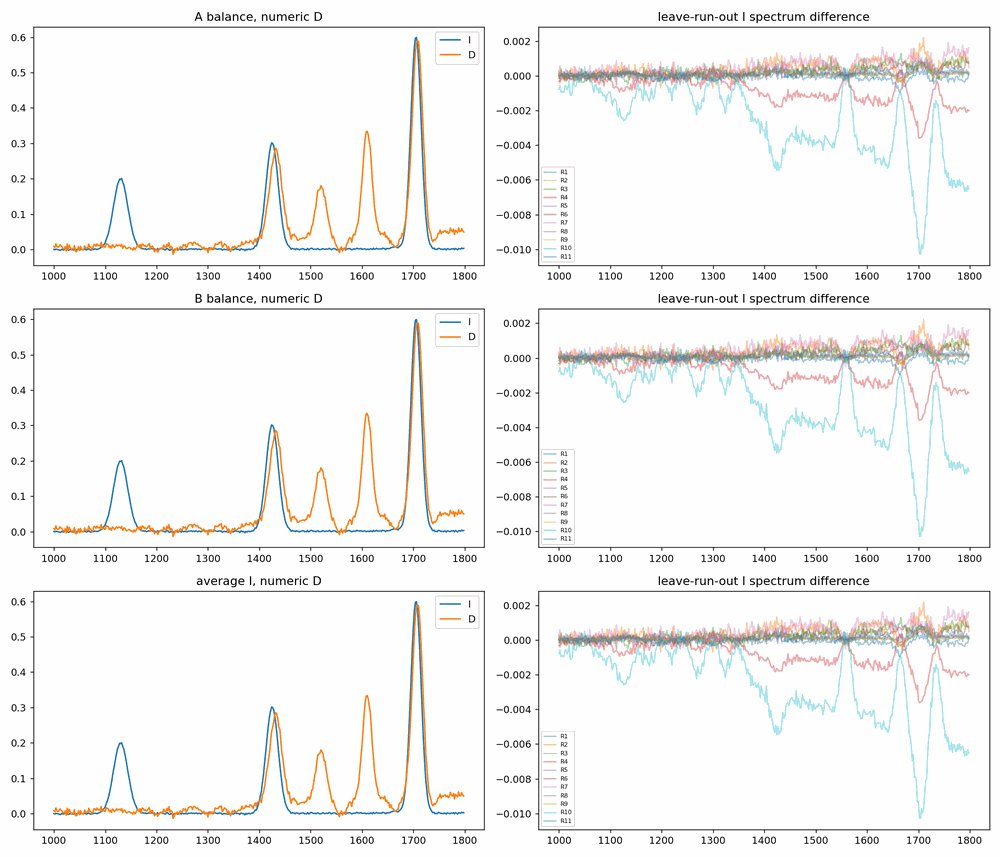 A balance, numeric D
I
D
0.6
0.5
0.4
0.3
0.2
0.1
0.0
1000 1100 1200 1300 1400 1500 1600 1700 1800
leave-run-out I spectrum difference
0.002
0.000
−0.002
−0.004
−0.006
−0.008
−0.010
R1
R2
R3
R4
R5
R6
R7
R8
R9
R10
R11
1000 1100 1200 1300 1400 1500 1600 1700 1800
B balance, numeric D
I
D
0.6
0.5
0.4
0.3
0.2
0.1
0.0
1000 1100 1200 1300 1400 1500 1600 1700 1800
leave-run-out I spectrum difference
0.002
0.000
−0.002
−0.004
−0.006
−0.008
−0.010
R1
R2
R3
R4
R5
R6
R7
R8
R9
R10
R11
1000 1100 1200 1300 1400 1500 1600 1700 1800
average I, numeric D
I
D
0.6
0.5
0.4
0.3
0.2
0.1
0.0
1000 1100 1200 1300 1400 1500 1600 1700 1800
leave-run-out I spectrum difference
0.002
0.000
−0.002
−0.004
−0.006
−0.008
−0.010
R1
R2
R3
R4
R5
R6
R7
R8
R9
R10
R11
1000 1100 1200 1300 1400 1500 1600 1700 1800